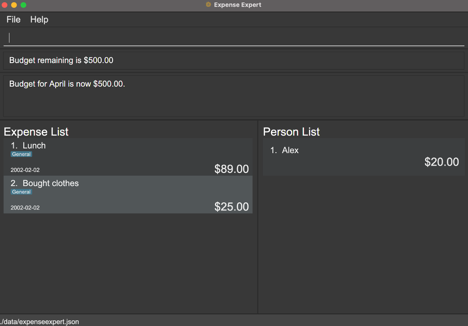 Expense Expert
File Help
Budget remaining is $500.00
Budget for April is now $500.00.
Expense List
1. Lunch
General
2002-02-02
$89.00
2. Bought clothes
General
2002-02-02
$25.00
Person List
1. Alex
$20.00
./data/expenseexpert.json